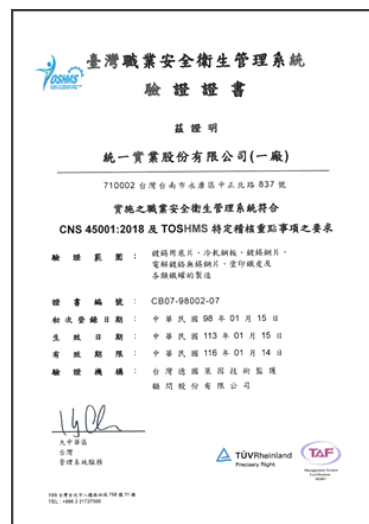 TOSHMS
臺灣職業安全衛生管理系統
驗證證書
茲證明
統一實業股份有限公司(一廠)
710002 台灣台南市永康區中正北路 837 號
實施之職業安全衛生管理系統符合
CNS 45001:2018 及 TOSHMS 特定稽核重點事項之要求
驗證範圍： 鍍錫用底片、冷軋鋼板、鍍錫鋼片、
電解鍍鉻無錫鋼片、塗印鐵皮及
各類鐵罐的製造
證書編號： CB07-98002-07
初次登錄日期： 中華民國 98 年 01 月 15 日
生效日期： 中華民國 113 年 01 月 15 日
有效期限： 中華民國 116 年 01 月 14 日
驗證機構： 台灣德國萊因技術監護
顧問股份有限公司
大中華區
台灣
管理系統服務
TÜVRheinland
Precisely Right.
TAF
Management System
Certification